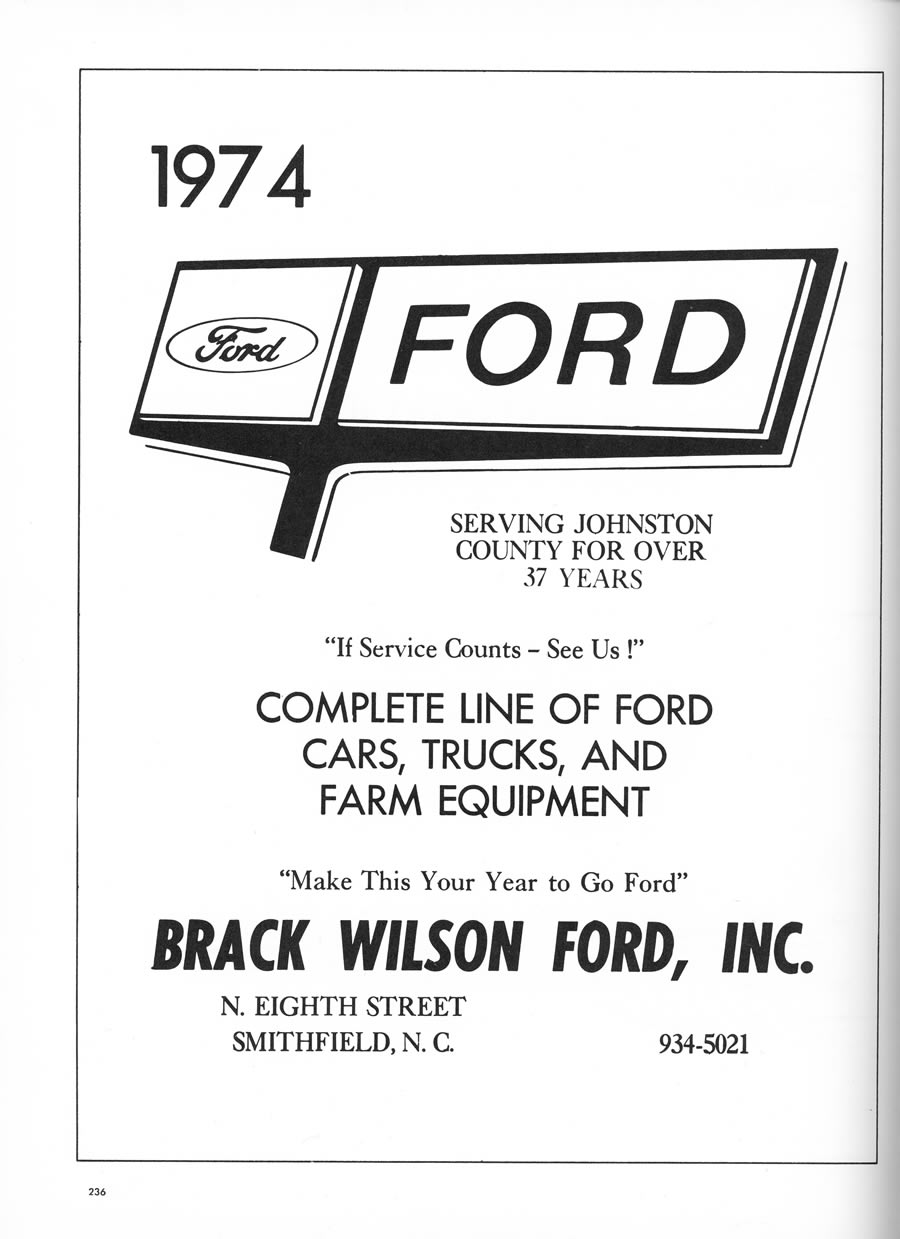 1974
Ford
FORD
SERVING JOHNSTON
COUNTY FOR OVER
37 YEARS
“If Service Counts – See Us !”
COMPLETE LINE OF FORD
CARS, TRUCKS, AND
FARM EQUIPMENT
“Make This Your Year to Go Ford”
BRACK WILSON FORD, INC.
N. EIGHTH STREET
SMITHFIELD, N. C.
934-5021
236